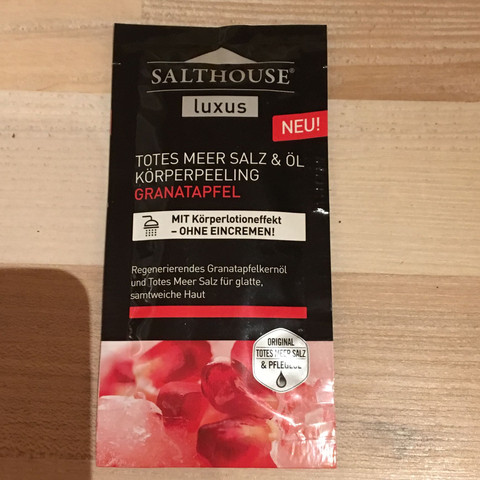 SALTHOUSE®
luxus
NEU!
TOTES MEER SALZ & ÖL
KÖRPERPEELING
GRANATAPFEL
MIT Körperlotioneffekt
– OHNE EINCREMEN!
Regenerierendes Granatapfelkernöl
und Totes Meer Salz für glatte,
samtweiche Haut
ORIGINAL
TOTES MEER SALZ
& PFLEGEÖL